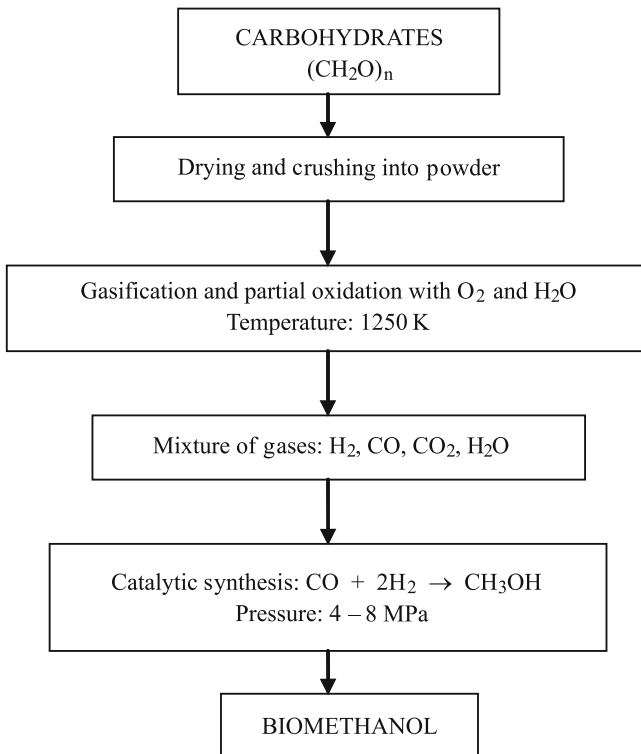 CARBOHYDRATES
(CH₂O)ₙ
Drying and crushing into powder
Gasification and partial oxidation with O₂ and H₂O
Temperature: 1250 K
Mixture of gases: H₂, CO, CO₂, H₂O
Catalytic synthesis: CO + 2H₂ → CH₃OH
Pressure: 4 – 8 MPa
BIOMETHANOL